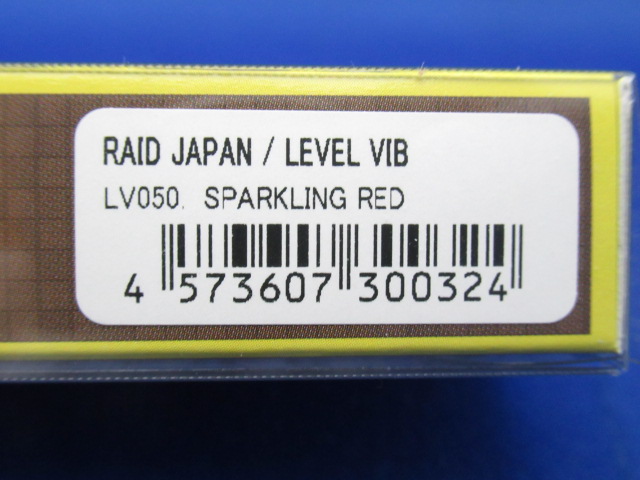 RAID JAPAN / LEVEL VIB
LV050. SPARKLING RED
4 573607 300324